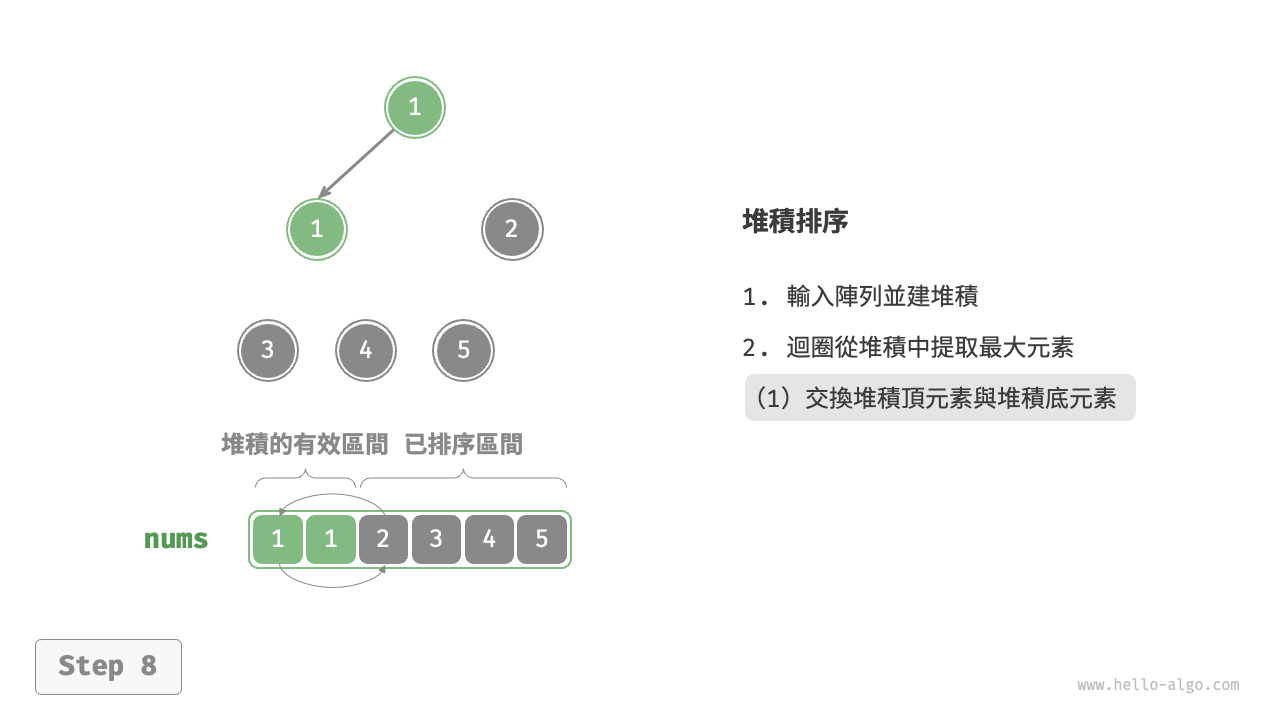 1
1 2
3 4 5
堆積的有效區間 已排序區間
nums 1 1 2 3 4 5
Step 8
堆積排序
1. 輸入陣列並建堆積
2. 迴圈從堆積中提取最大元素
（1）交換堆積頂元素與堆積底元素
www.hello-algo.com